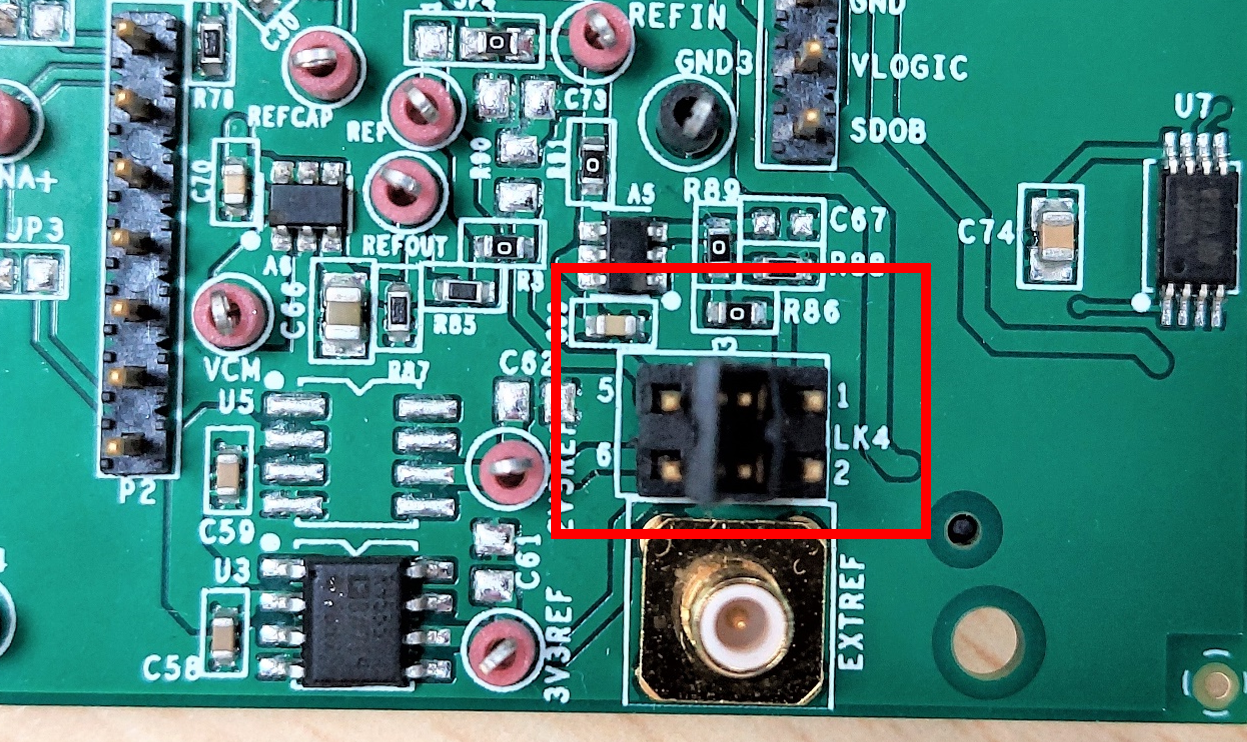 JP4
REFIN
GND
C30
R78
REFCAP
REF
C73
GND3
VLOGIC
SDOB
U7
NA+
C70
R90
R81
A5
R89
C67
C74
JP3
REFOUT
A6
R3
R88
C66
R85
R86
VCM
R87
C62
U5
5
1
LK4
6
2
P2
C59
C61
U3
EXTREF
C58
3V3REF